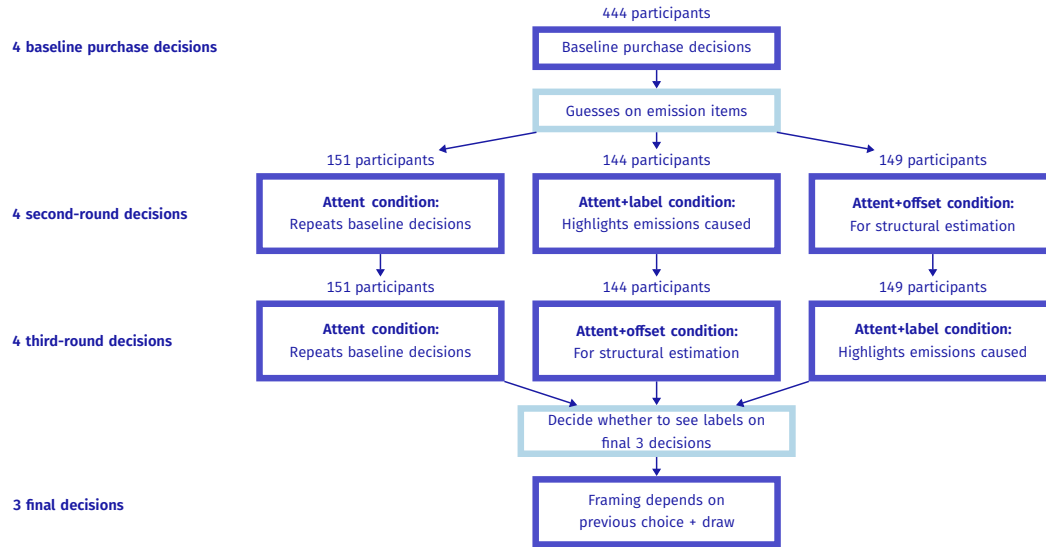 444 participants
4 baseline purchase decisions
Baseline purchase decisions
Guesses on emission items
151 participants
144 participants
149 participants
4 second-round decisions
Attent condition:
Repeats baseline decisions
Attent+label condition:
Highlights emissions caused
Attent+offset condition:
For structural estimation
151 participants
144 participants
149 participants
4 third-round decisions
Attent condition:
Repeats baseline decisions
Attent+offset condition:
For structural estimation
Attent+label condition:
Highlights emissions caused
Decide whether to see labels on
final 3 decisions
3 final decisions
Framing depends on
previous choice + draw